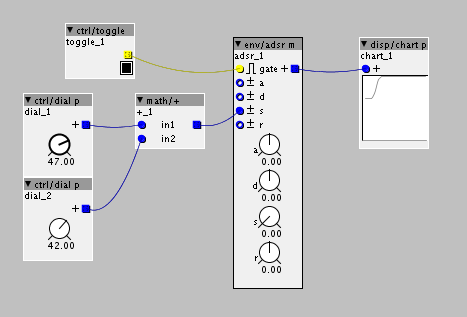 ctrl/toggle
toggle_1
env/adsr m
adsr_1
gate +
± a
± d
± s
± r
a
0.00
d
0.00
s
0.00
r
0.00
disp/chart p
chart_1
+
ctrl/dial p
dial_1
+
47.00
math/+
+_1
in1
in2
ctrl/dial p
dial_2
+
42.00